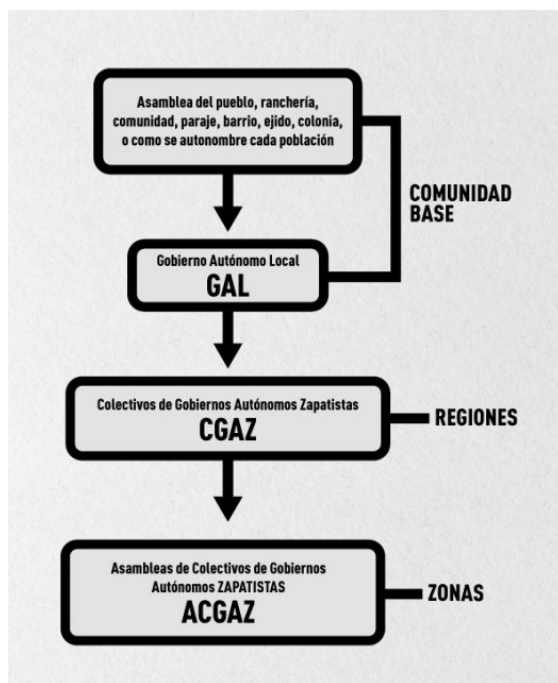 Asamblea del pueblo, ranchería,
comunidad, paraje, barrio, ejido, colonia,
o como se autonombre cada población
COMUNIDAD
BASE
Gobierno Autónomo Local
GAL
Colectivos de Gobiernos Autónomos Zapatistas
CGAZ
REGIONES
Asambleas de Colectivos de Gobiernos
Autónomos ZAPATISTAS
ACGAZ
ZONAS